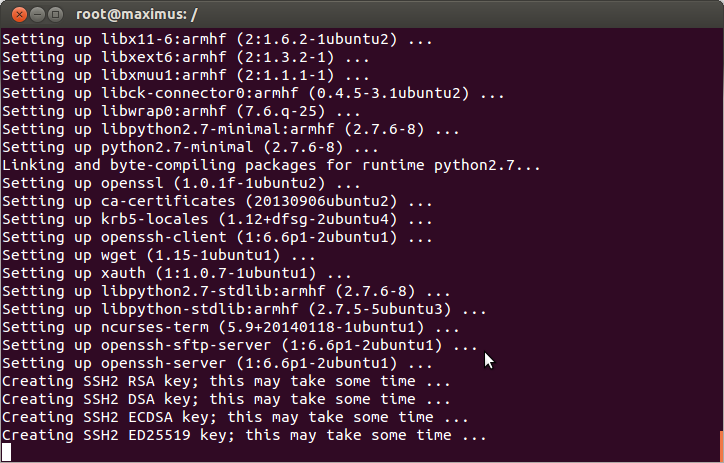 root@maximus: /
Setting up libx11-6:armhf (2:1.6.2-1ubuntu2) ...
Setting up libxext6:armhf (2:1.3.2-1) ...
Setting up libxmuu1:armhf (2:1.1.1-1) ...
Setting up libck-connector0:armhf (0.4.5-3.1ubuntu2) ...
Setting up libwrap0:armhf (7.6.q-25) ...
Setting up libpython2.7-minimal:armhf (2.7.6-8) ...
Setting up python2.7-minimal (2.7.6-8) ...
Linking and byte-compiling packages for runtime python2.7...
Setting up openssl (1.0.1f-1ubuntu2) ...
Setting up ca-certificates (20130906ubuntu2) ...
Setting up krb5-locales (1.12+dfsg-2ubuntu4) ...
Setting up openssh-client (1:6.6p1-2ubuntu1) ...
Setting up wget (1.15-1ubuntu1) ...
Setting up xauth (1:1.0.7-1ubuntu1) ...
Setting up libpython2.7-stdlib:armhf (2.7.6-8) ...
Setting up libpython-stdlib:armhf (2.7.5-5ubuntu3) ...
Setting up ncurses-term (5.9+20140118-1ubuntu1) ...
Setting up openssh-sftp-server (1:6.6p1-2ubuntu1) ...
Setting up openssh-server (1:6.6p1-2ubuntu1) ...
Creating SSH2 RSA key; this may take some time ...
Creating SSH2 DSA key; this may take some time ...
Creating SSH2 ECDSA key; this may take some time ...
Creating SSH2 ED25519 key; this may take some time ...